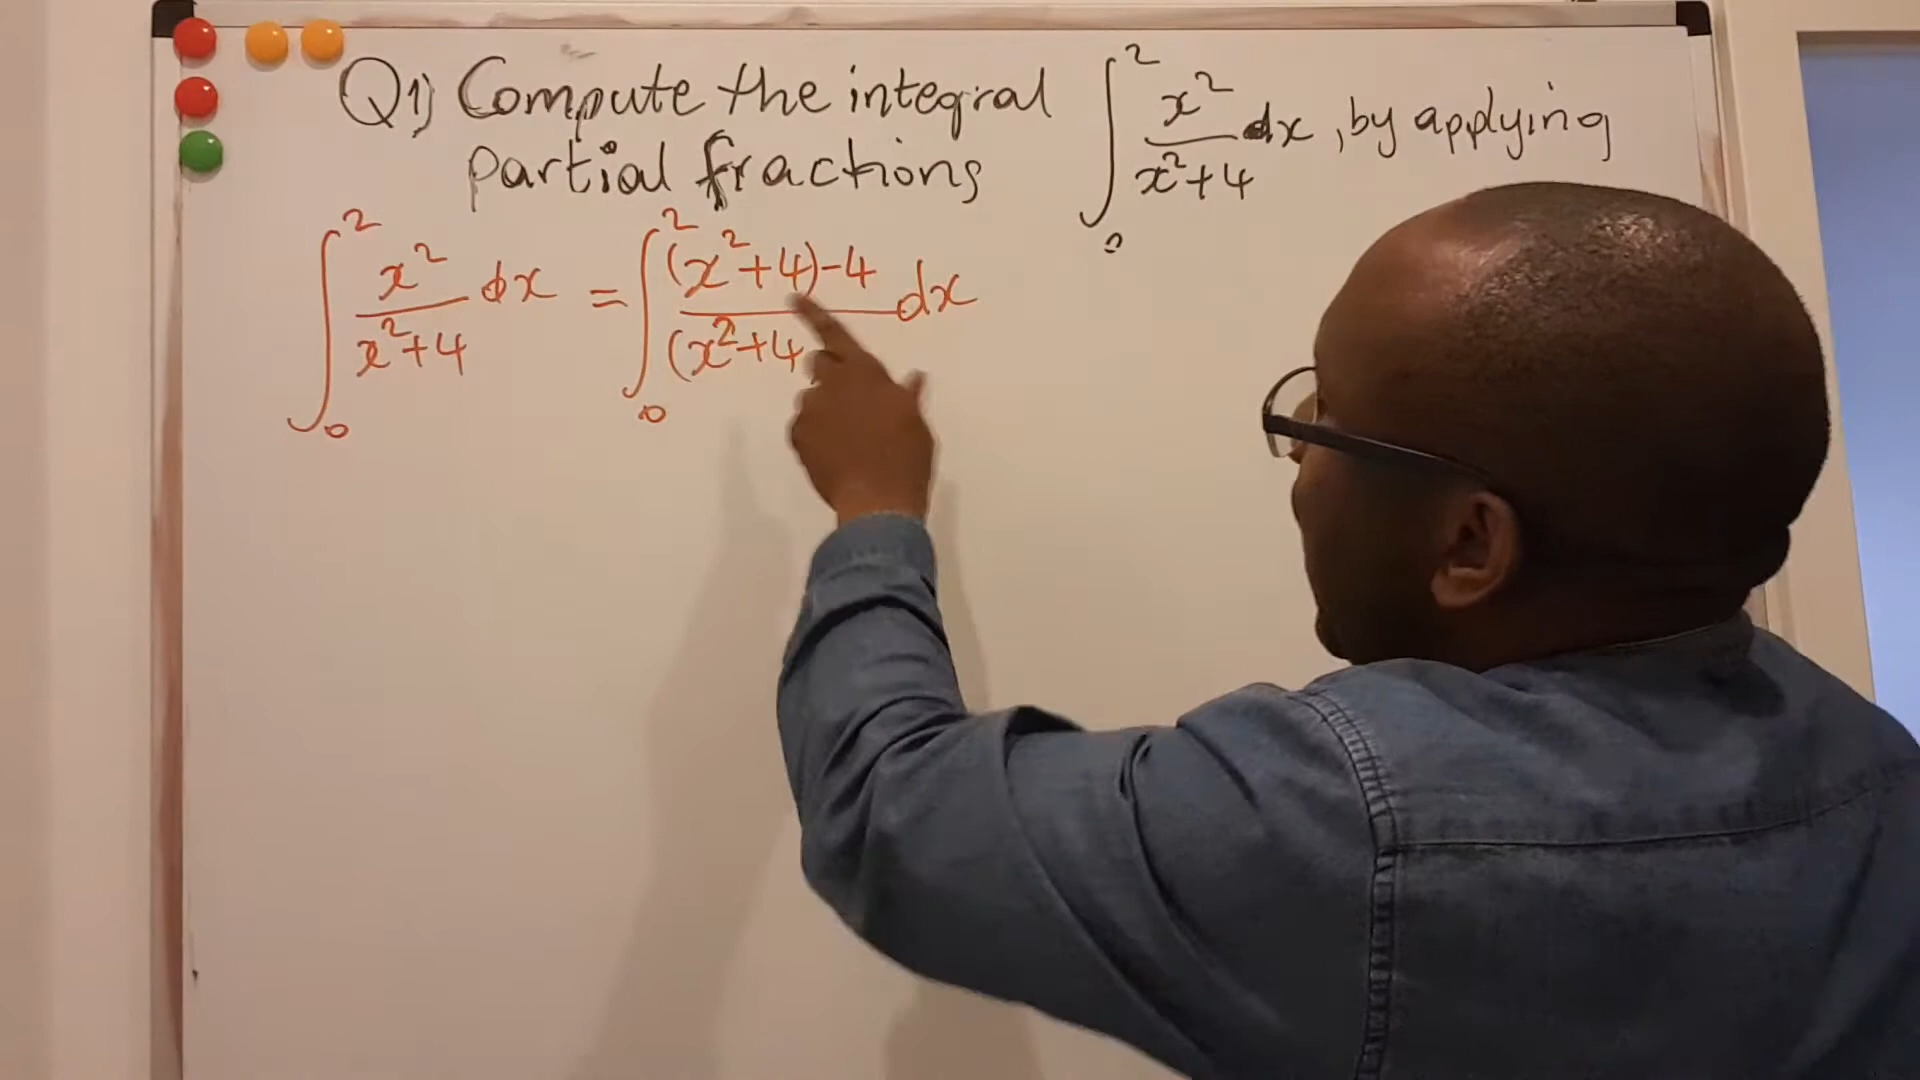 Q1) Compute the integral ∫₀² x²/(x²+4) dx, by applying
partial fractions
∫₀² x²/(x²+4) dx = ∫₀² ((x²+4)-4)/(x²+4) dx